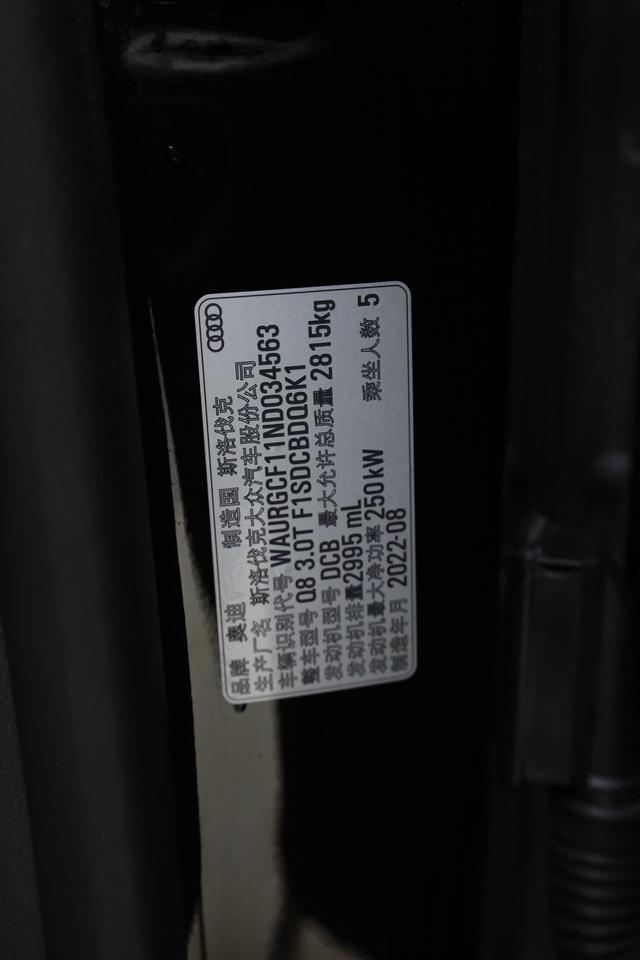 品牌 奥迪 制造国 斯洛伐克
生产厂名 斯洛伐克大众汽车股份公司
车辆识别代号 WAURGCF11ND034563
整车型号 Q8 3.0T F1SDCBDQ6K1
发动机型号 DCB 最大允许总质量 2815kg
发动机排量 2995 mL
发动机最大净功率 250kW 乘坐人数 5
制造年月 2022-08